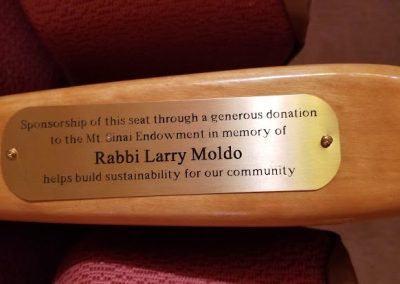 Sponsorship of this seat through a generous donation
to the Mt. Sinai Endowment in memory of
Rabbi Larry Moldo
helps build sustainability for our community